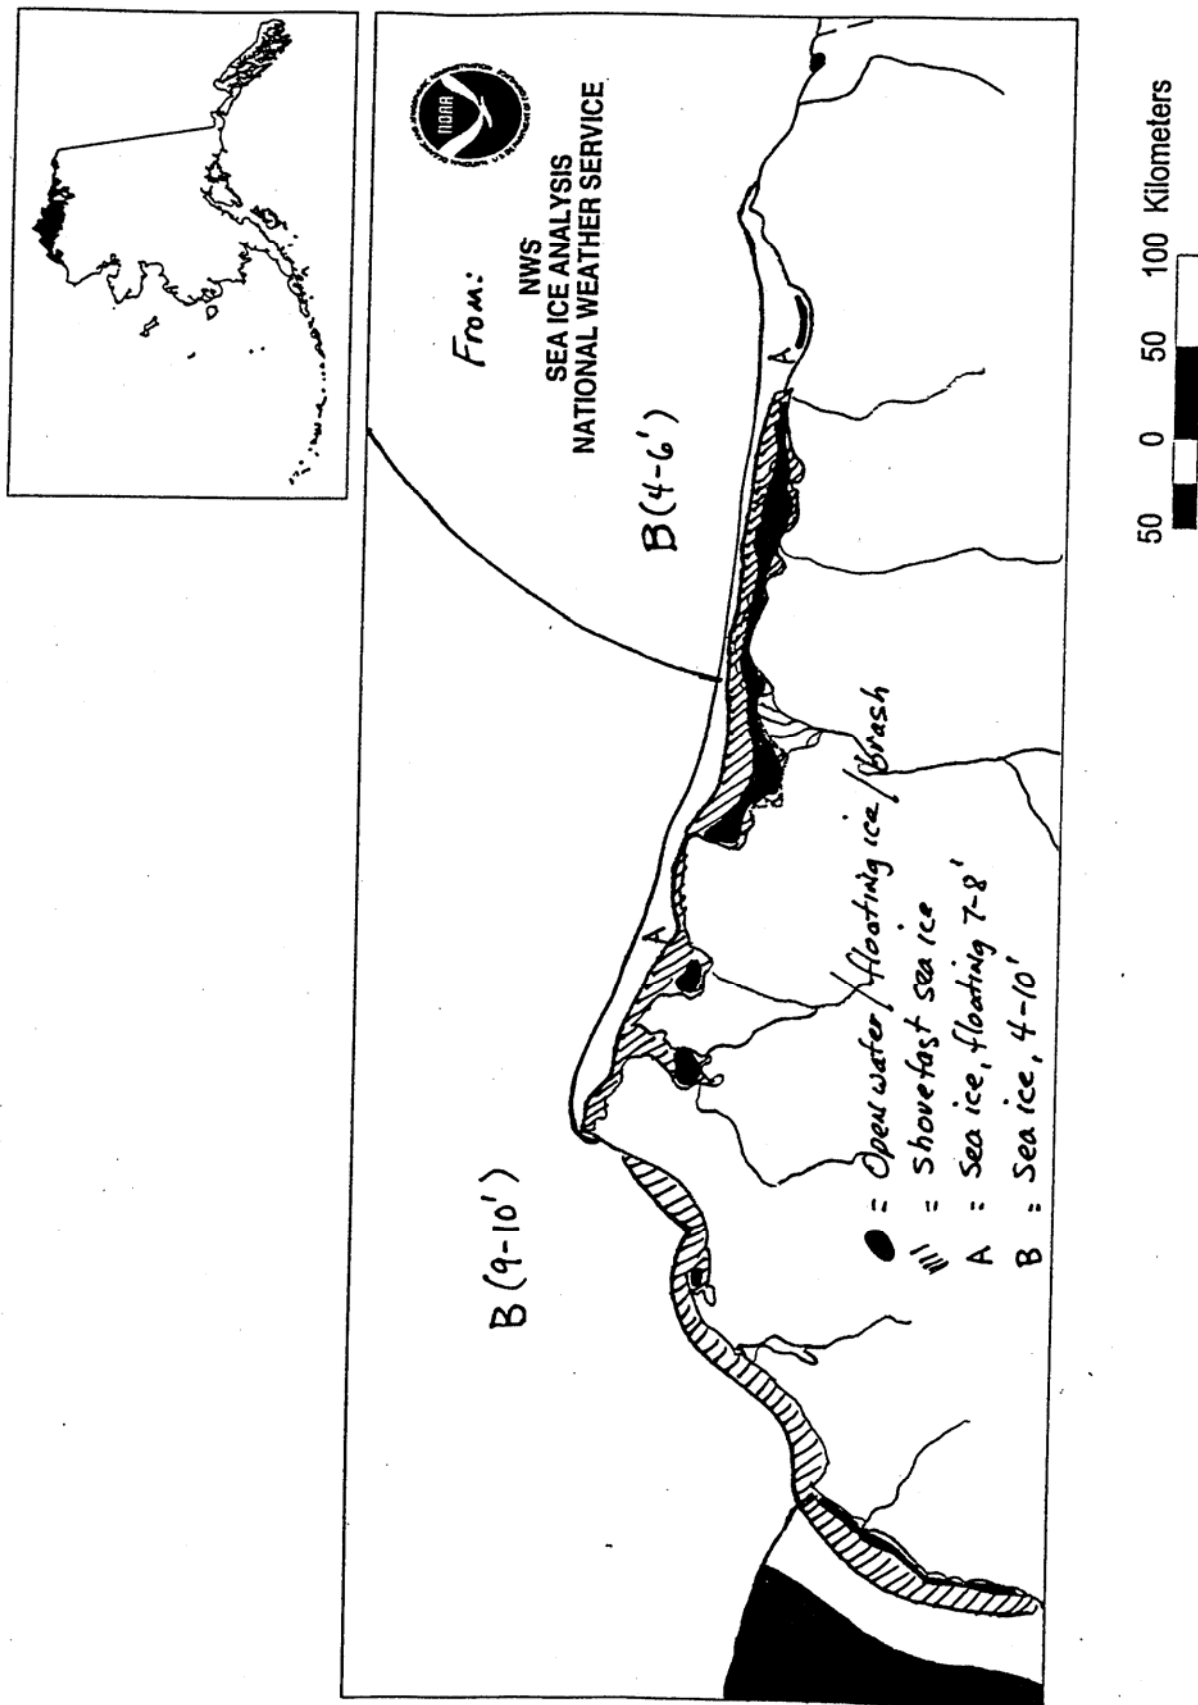 NOAA
From:
NWS
SEA ICE ANALYSIS
NATIONAL WEATHER SERVICE
B (4-6')
B (9-10')
A
A
= Open water / floating ice / brash
= shorefast sea ice
A = Sea ice, floating 7-8'
B = Sea ice, 4-10'
50 0 50 100 Kilometers